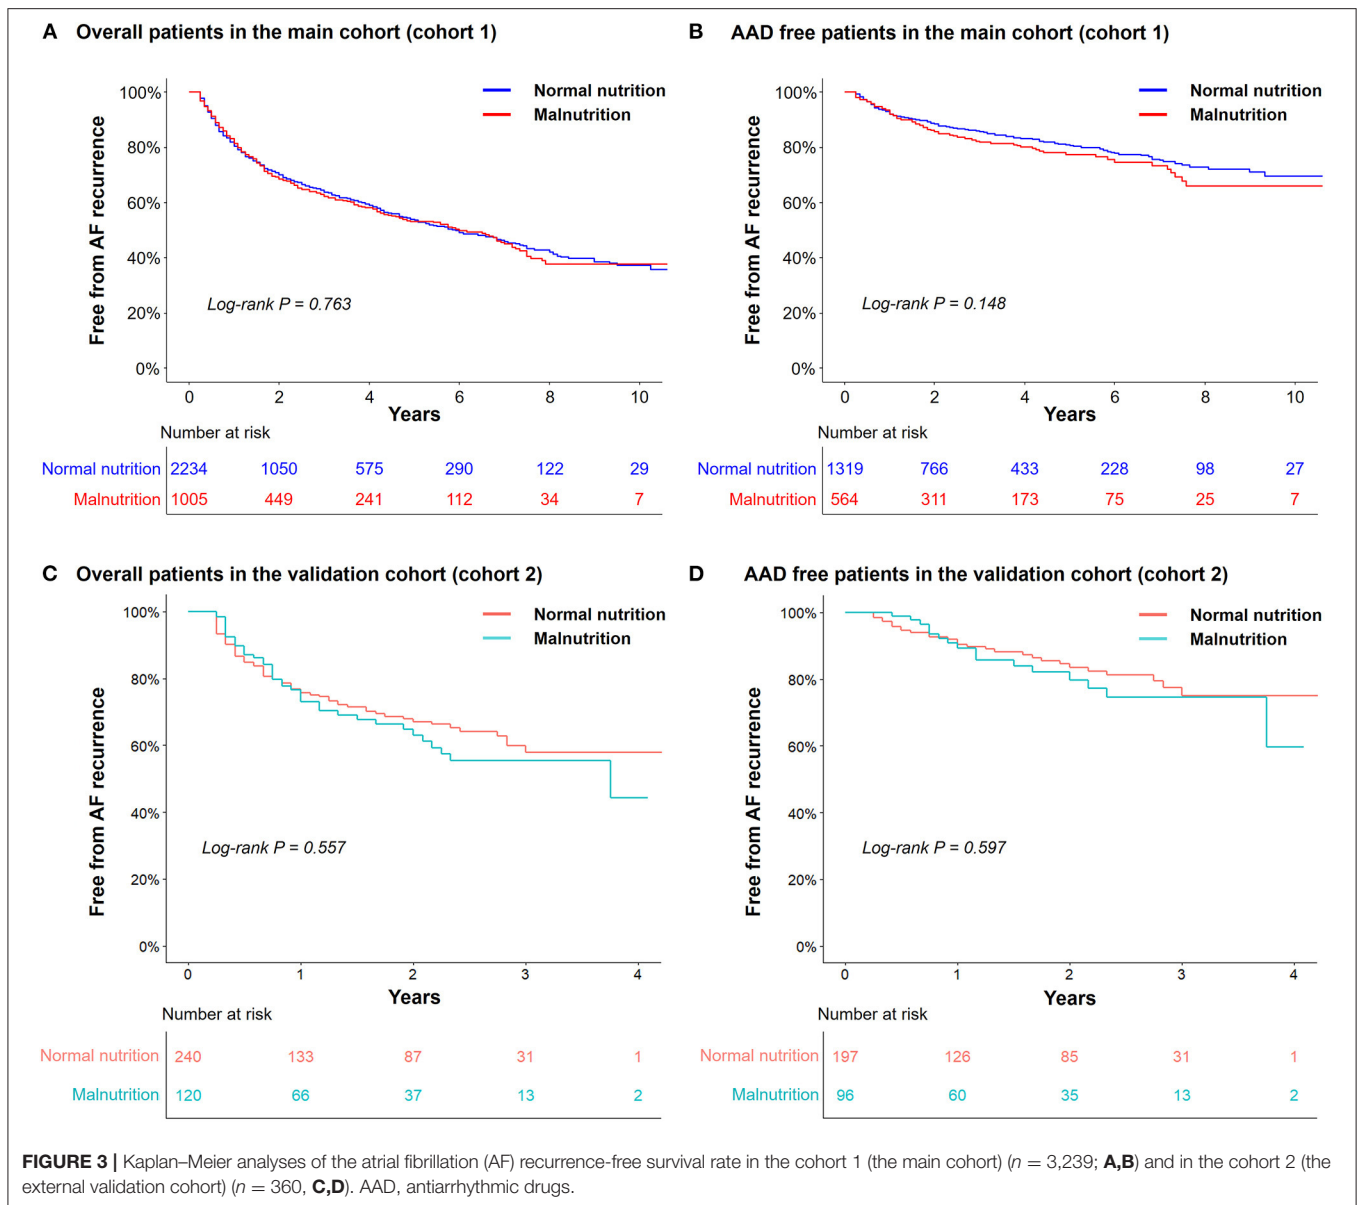 A Overall patients in the main cohort (cohort 1)
Free from AF recurrence
100%
80%
60%
40%
20%
0%
Normal nutrition
Malnutrition
Log-rank P = 0.763
0 2 4 6 8 10
Years
Number at risk
Normal nutrition 2234 1050 575 290 122 29
Malnutrition 1005 449 241 112 34 7
B AAD free patients in the main cohort (cohort 1)
Free from AF recurrence
100%
80%
60%
40%
20%
0%
Normal nutrition
Malnutrition
Log-rank P = 0.148
0 2 4 6 8 10
Years
Number at risk
Normal nutrition 1319 766 433 228 98 27
Malnutrition 564 311 173 75 25 7
C Overall patients in the validation cohort (cohort 2)
Free from AF recurrence
100%
80%
60%
40%
20%
0%
Normal nutrition
Malnutrition
Log-rank P = 0.557
0 1 2 3 4
Years
Number at risk
Normal nutrition 240 133 87 31 1
Malnutrition 120 66 37 13 2
D AAD free patients in the validation cohort (cohort 2)
Free from AF recurrence
100%
80%
60%
40%
20%
0%
Normal nutrition
Malnutrition
Log-rank P = 0.597
0 1 2 3 4
Years
Number at risk
Normal nutrition 197 126 85 31 1
Malnutrition 96 60 35 13 2
FIGURE 3 | Kaplan–Meier analyses of the atrial fibrillation (AF) recurrence-free survival rate in the cohort 1 (the main cohort) (n = 3,239; A,B) and in the cohort 2 (the
external validation cohort) (n = 360, C,D). AAD, antiarrhythmic drugs.